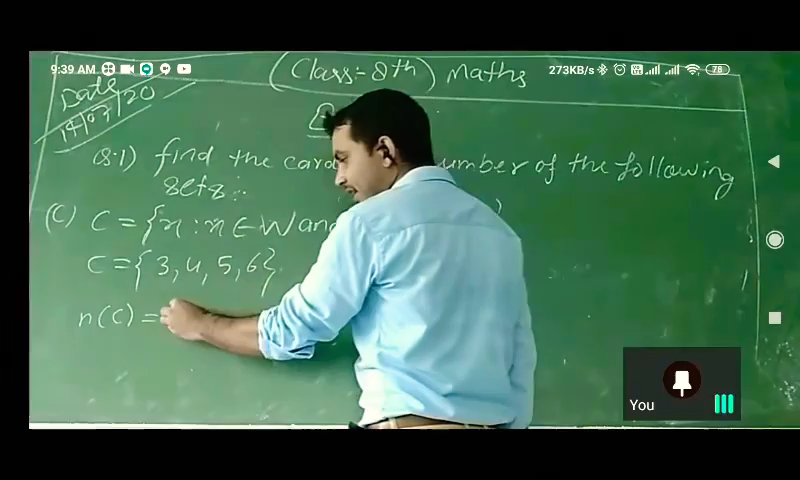 9:39 AM 273KB/s 78
(Class:- 8th) Maths
Date
14/07/20
Q.1) find the card umber of the following
sets:-
(C) C = {x : x ∈ W and }
C = {3, 4, 5, 6}
n(C) =
You